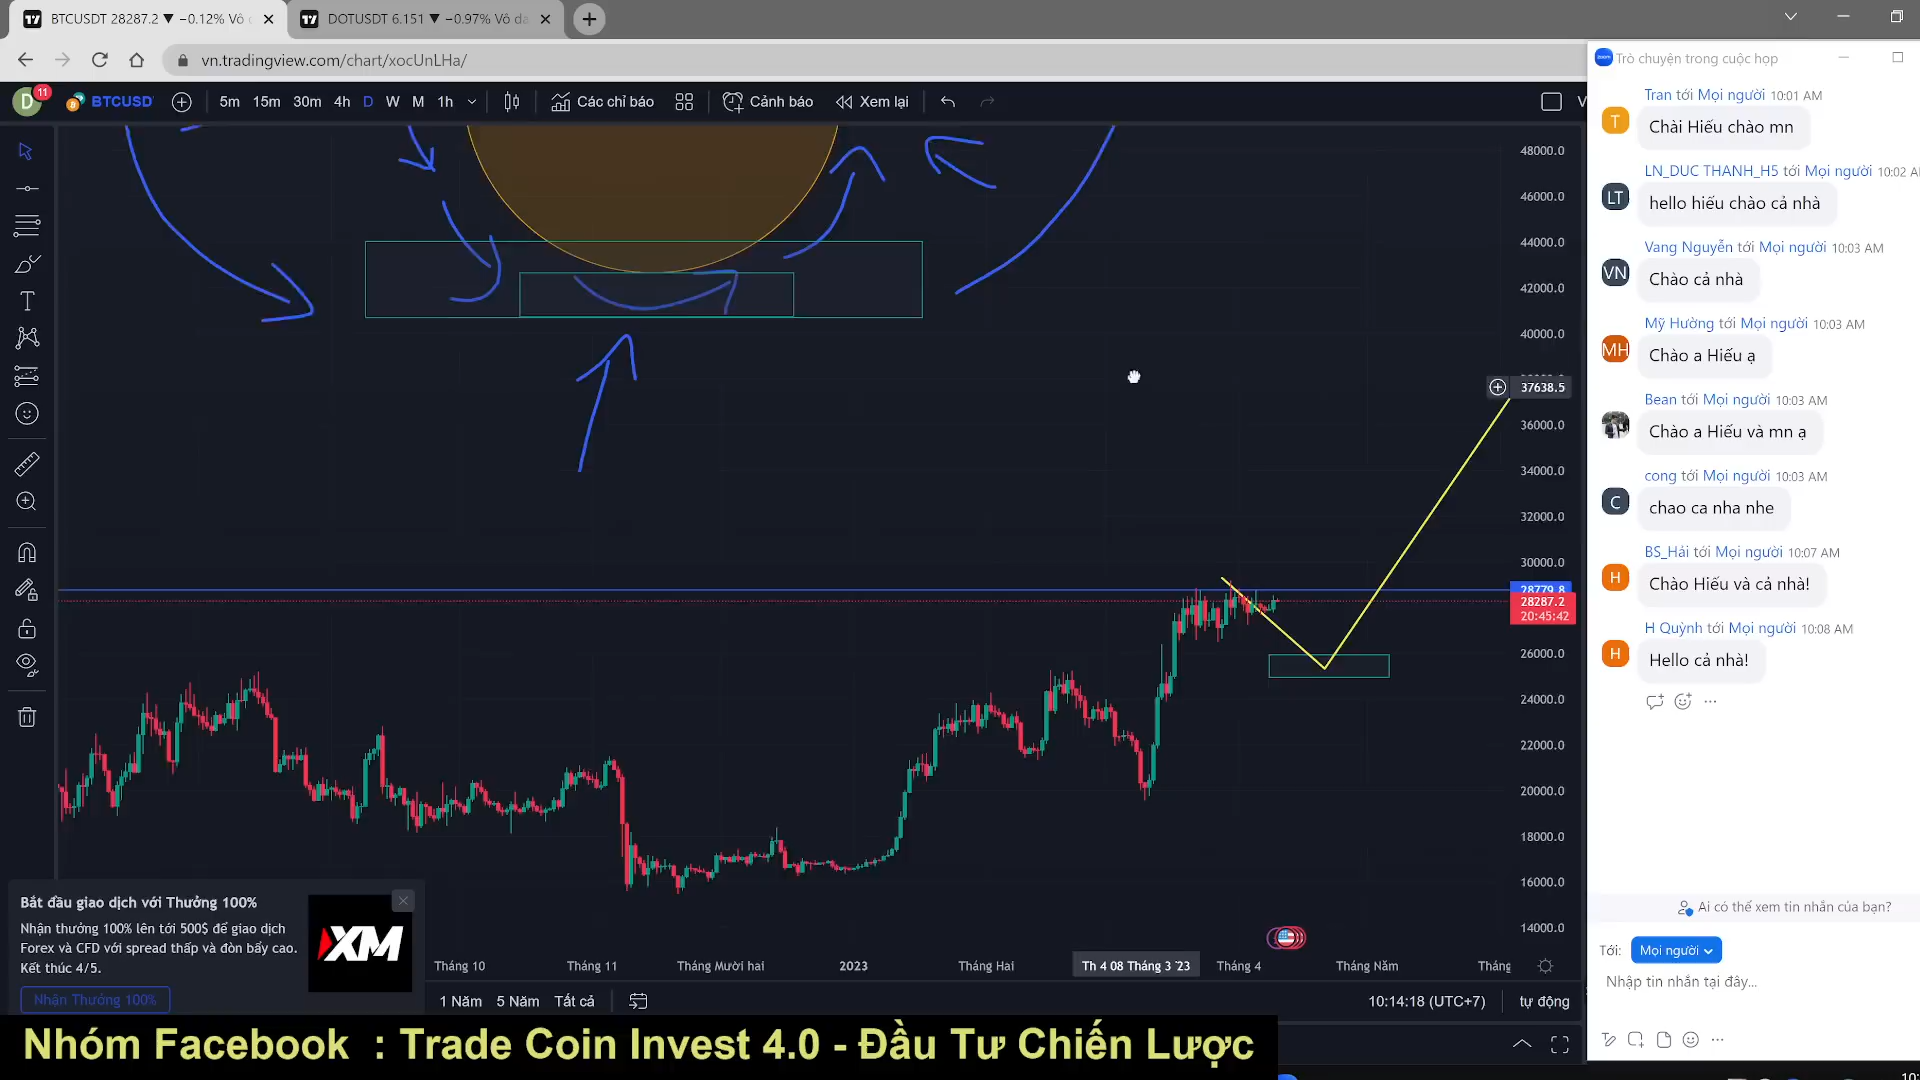 BTCUSDT 28287.2 ▼ −0.12% Vô
DOTUSDT 6.151 ▼ −0.97% Vô da
vn.tradingview.com/chart/xocUnLHa/
D 11 BTCUSD 5m 15m 30m 4h D W M 1h Các chỉ báo Cảnh báo Xem lại V
48000.0
46000.0
44000.0
42000.0
40000.0
37638.5
36000.0
34000.0
32000.0
30000.0
28779.8
28287.2
20:45:42
26000.0
24000.0
22000.0
20000.0
18000.0
16000.0
14000.0
Tháng 10 Tháng 11 Tháng Mười hai 2023 Tháng Hai Th 4 08 Tháng 3 '23 Tháng 4 Tháng Năm Tháng
1 Năm 5 Năm Tất cả 10:14:18 (UTC+7) tự động
Bắt đầu giao dịch với Thưởng 100%
Nhận thưởng 100% lên tới 500$ để giao dịch
Forex và CFD với spread thấp và đòn bẩy cao.
Kết thúc 4/5.
Nhận Thưởng 100%
XM
Nhóm Facebook : Trade Coin Invest 4.0 - Đầu Tư Chiến Lược
zoom
Trò chuyện trong cuộc họp
Tran tới Mọi người 10:01 AM
T
Chài Hiếu chào mn
LN_DUC THANH_H5 tới Mọi người 10:02 A
LT
hello hiếu chào cả nhà
Vang Nguyễn tới Mọi người 10:03 AM
VN
Chào cả nhà
Mỹ Hường tới Mọi người 10:03 AM
MH
Chào a Hiếu ạ
Bean tới Mọi người 10:03 AM
Chào a Hiếu và mn ạ
cong tới Mọi người 10:03 AM
C
chao ca nha nhe
BS_Hải tới Mọi người 10:07 AM
H
Chào Hiếu và cả nhà!
H Quỳnh tới Mọi người 10:08 AM
H
Hello cả nhà!
Ai có thể xem tin nhắn của bạn?
Tới: Mọi người
Nhập tin nhắn tại đây...